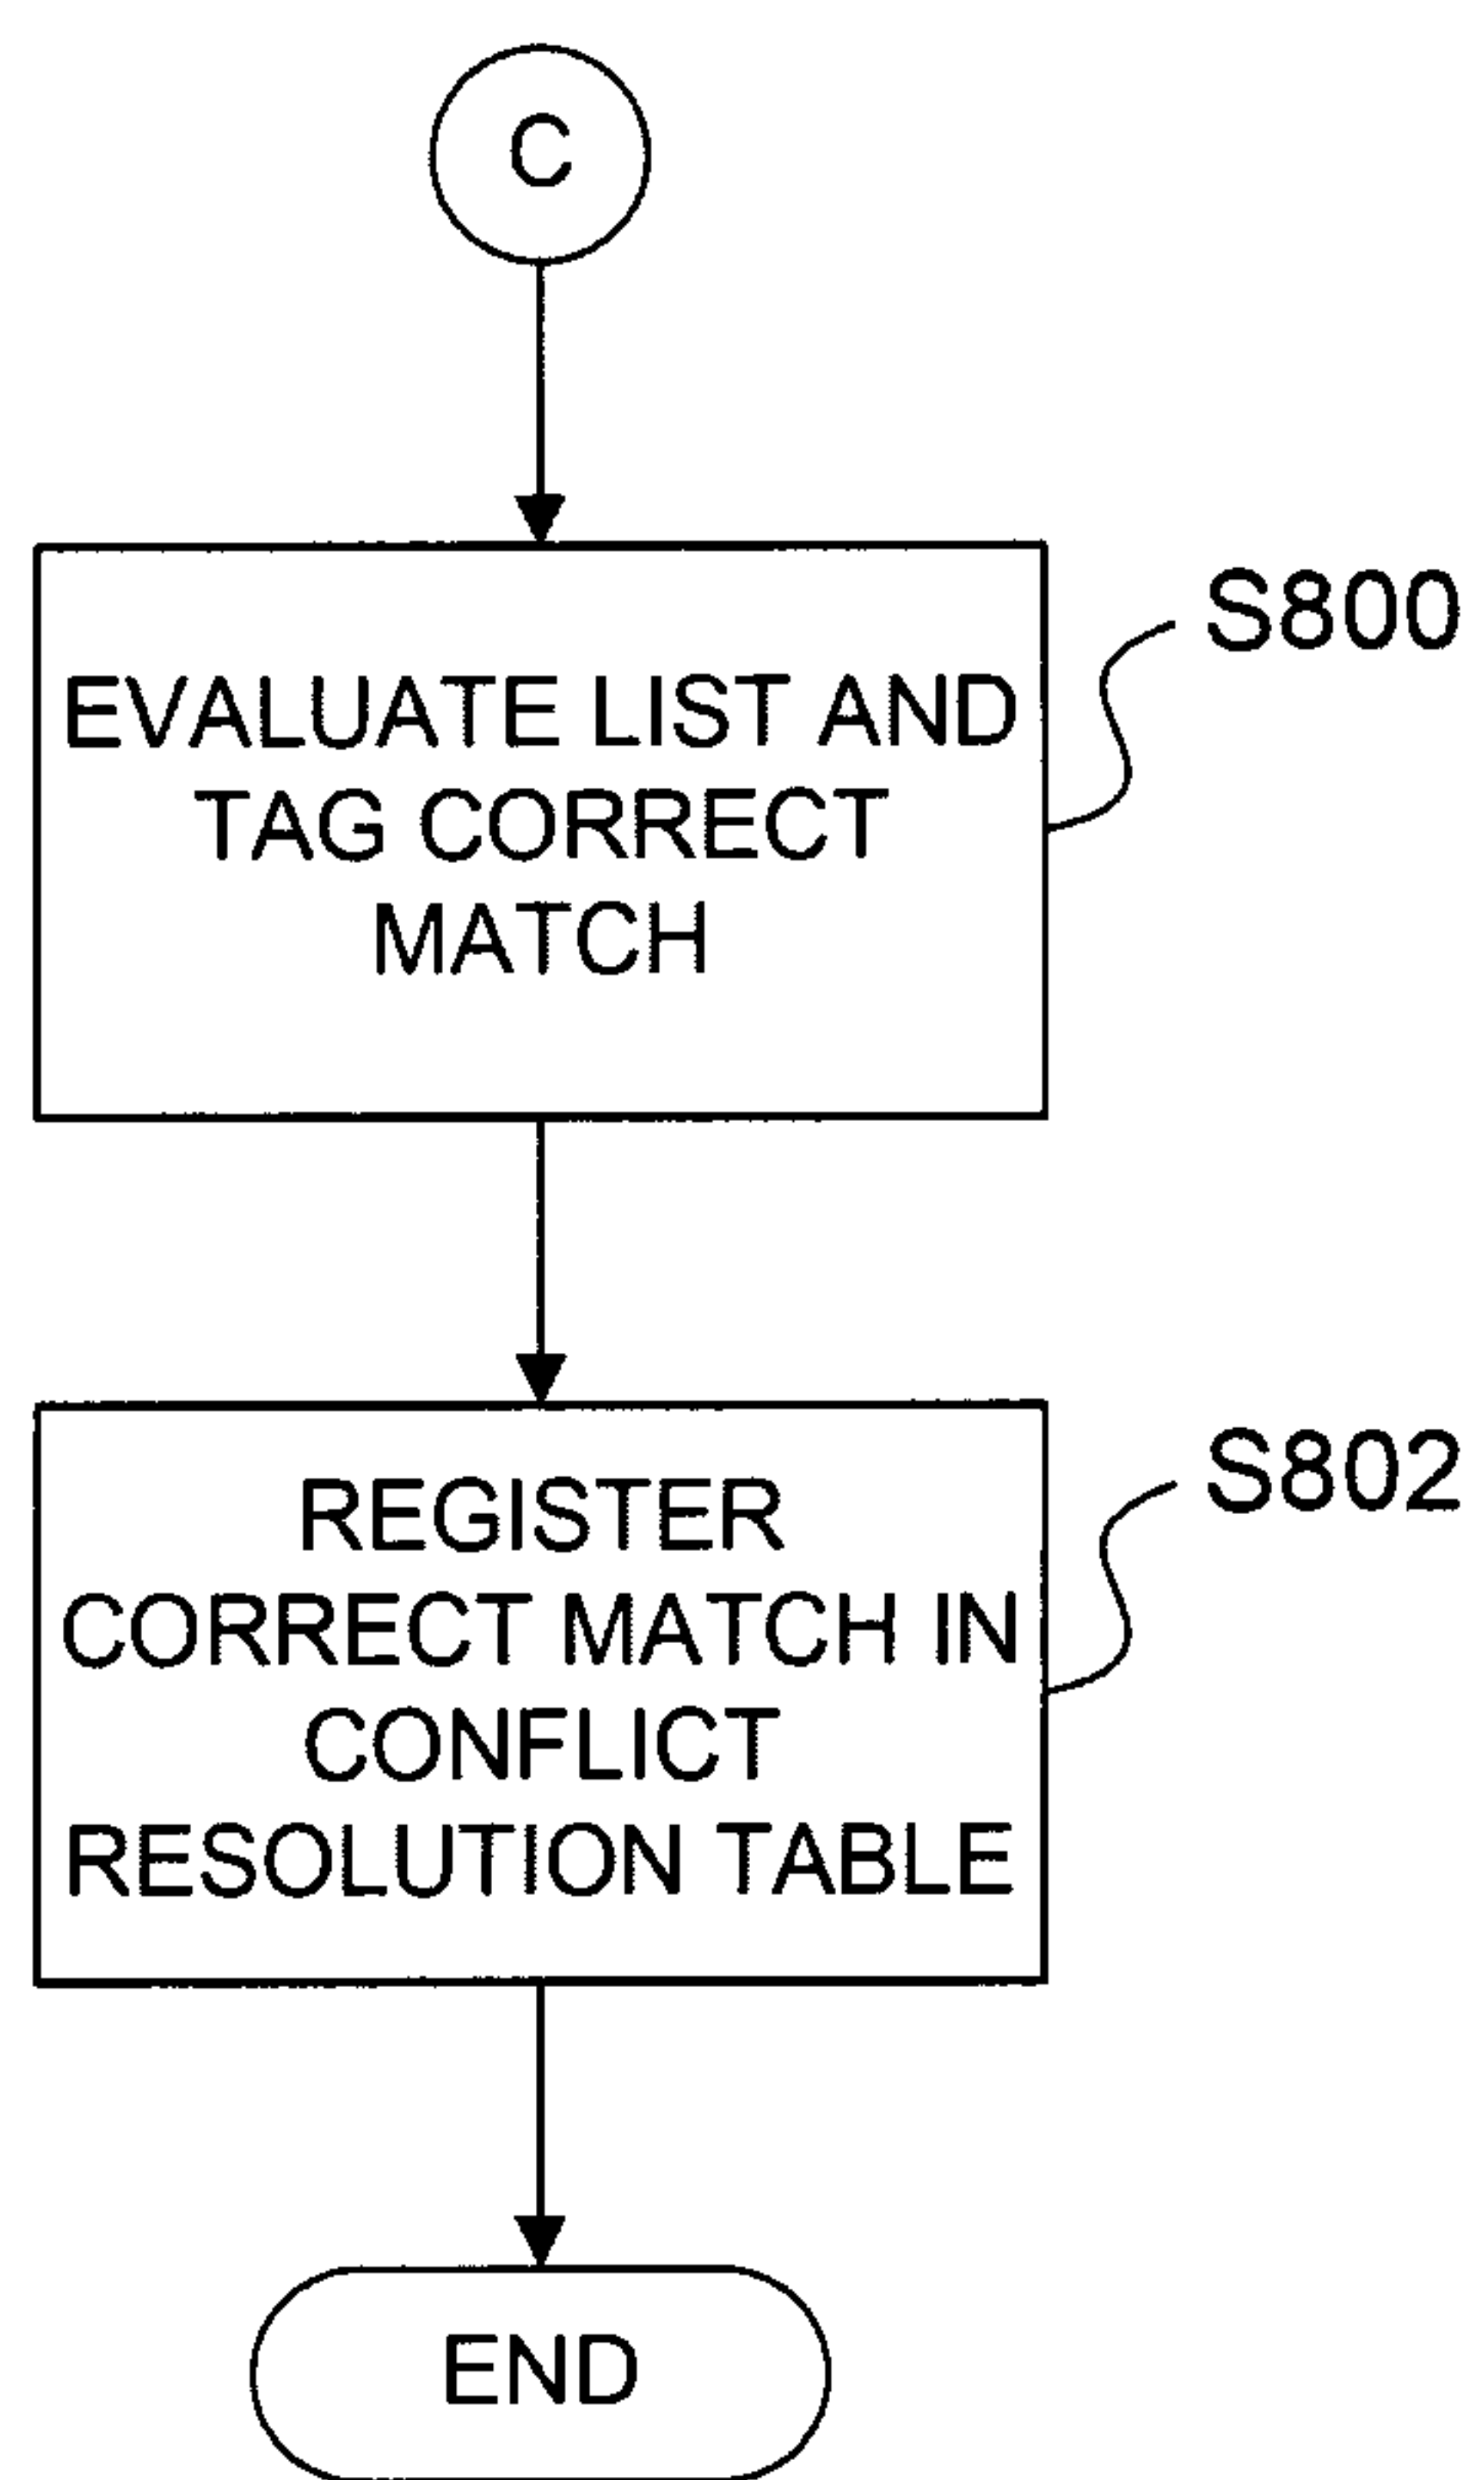 C
S800
EVALUATE LIST AND
TAG CORRECT
MATCH
S802
REGISTER
CORRECT MATCH IN
CONFLICT
RESOLUTION TABLE
END